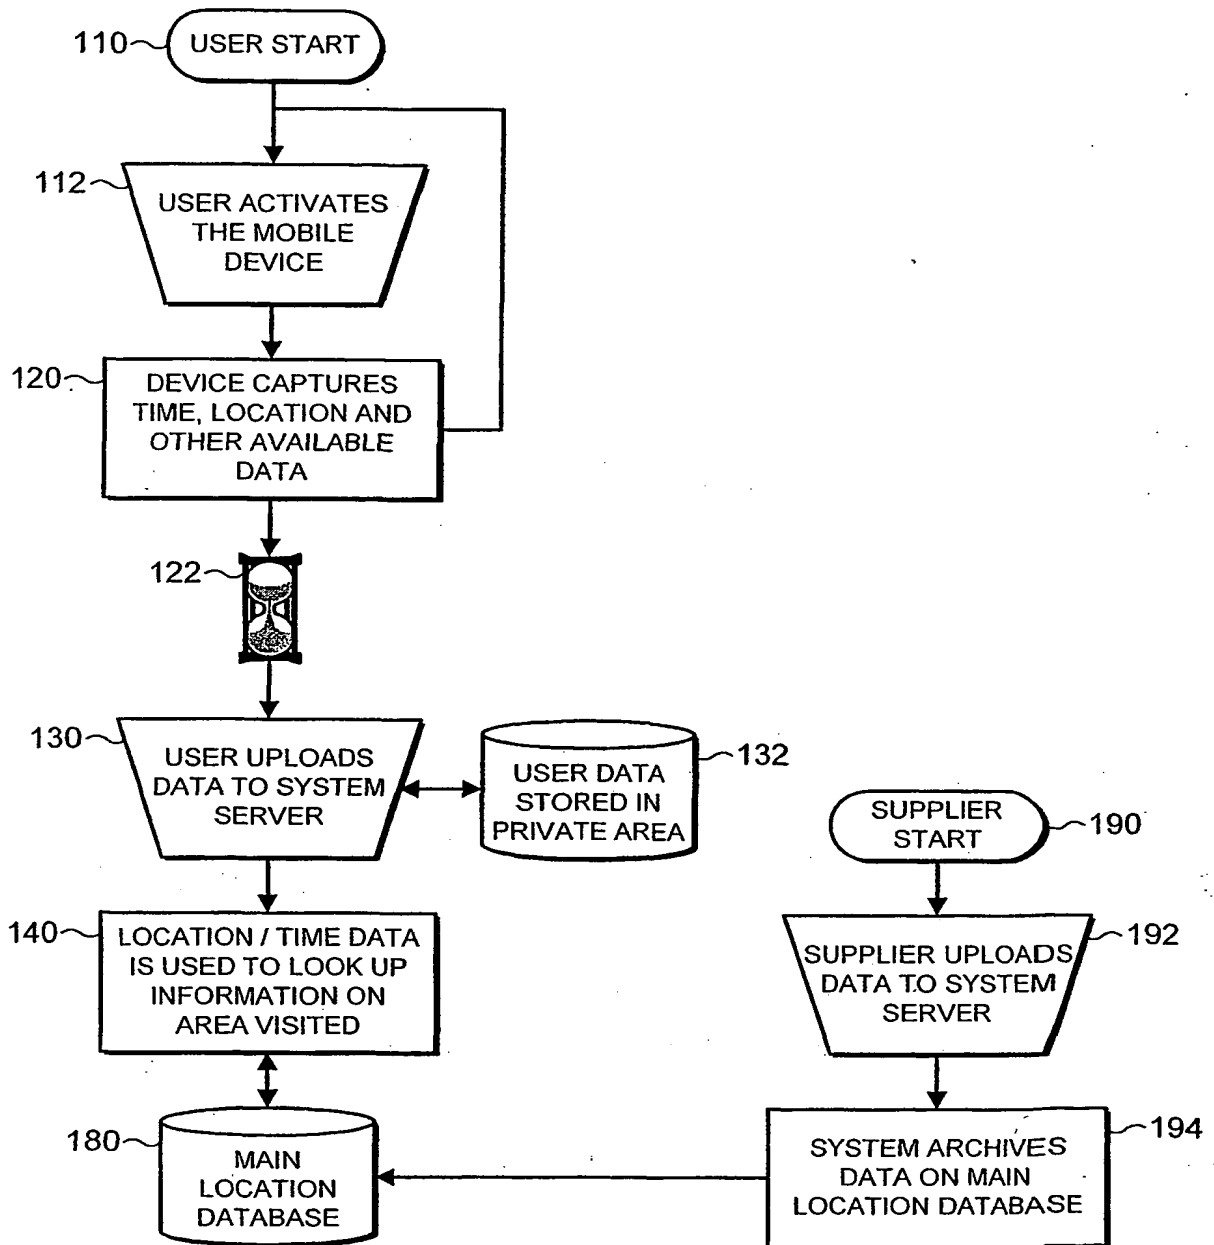 110
USER START
112
USER ACTIVATES
THE MOBILE
DEVICE
120
DEVICE CAPTURES
TIME, LOCATION AND
OTHER AVAILABLE
DATA
122
130
USER UPLOADS
DATA TO SYSTEM
SERVER
132
USER DATA
STORED IN
PRIVATE AREA
140
LOCATION / TIME DATA
IS USED TO LOOK UP
INFORMATION ON
AREA VISITED
180
MAIN
LOCATION
DATABASE
SUPPLIER
START
190
192
SUPPLIER UPLOADS
DATA TO SYSTEM
SERVER
194
SYSTEM ARCHIVES
DATA ON MAIN
LOCATION DATABASE